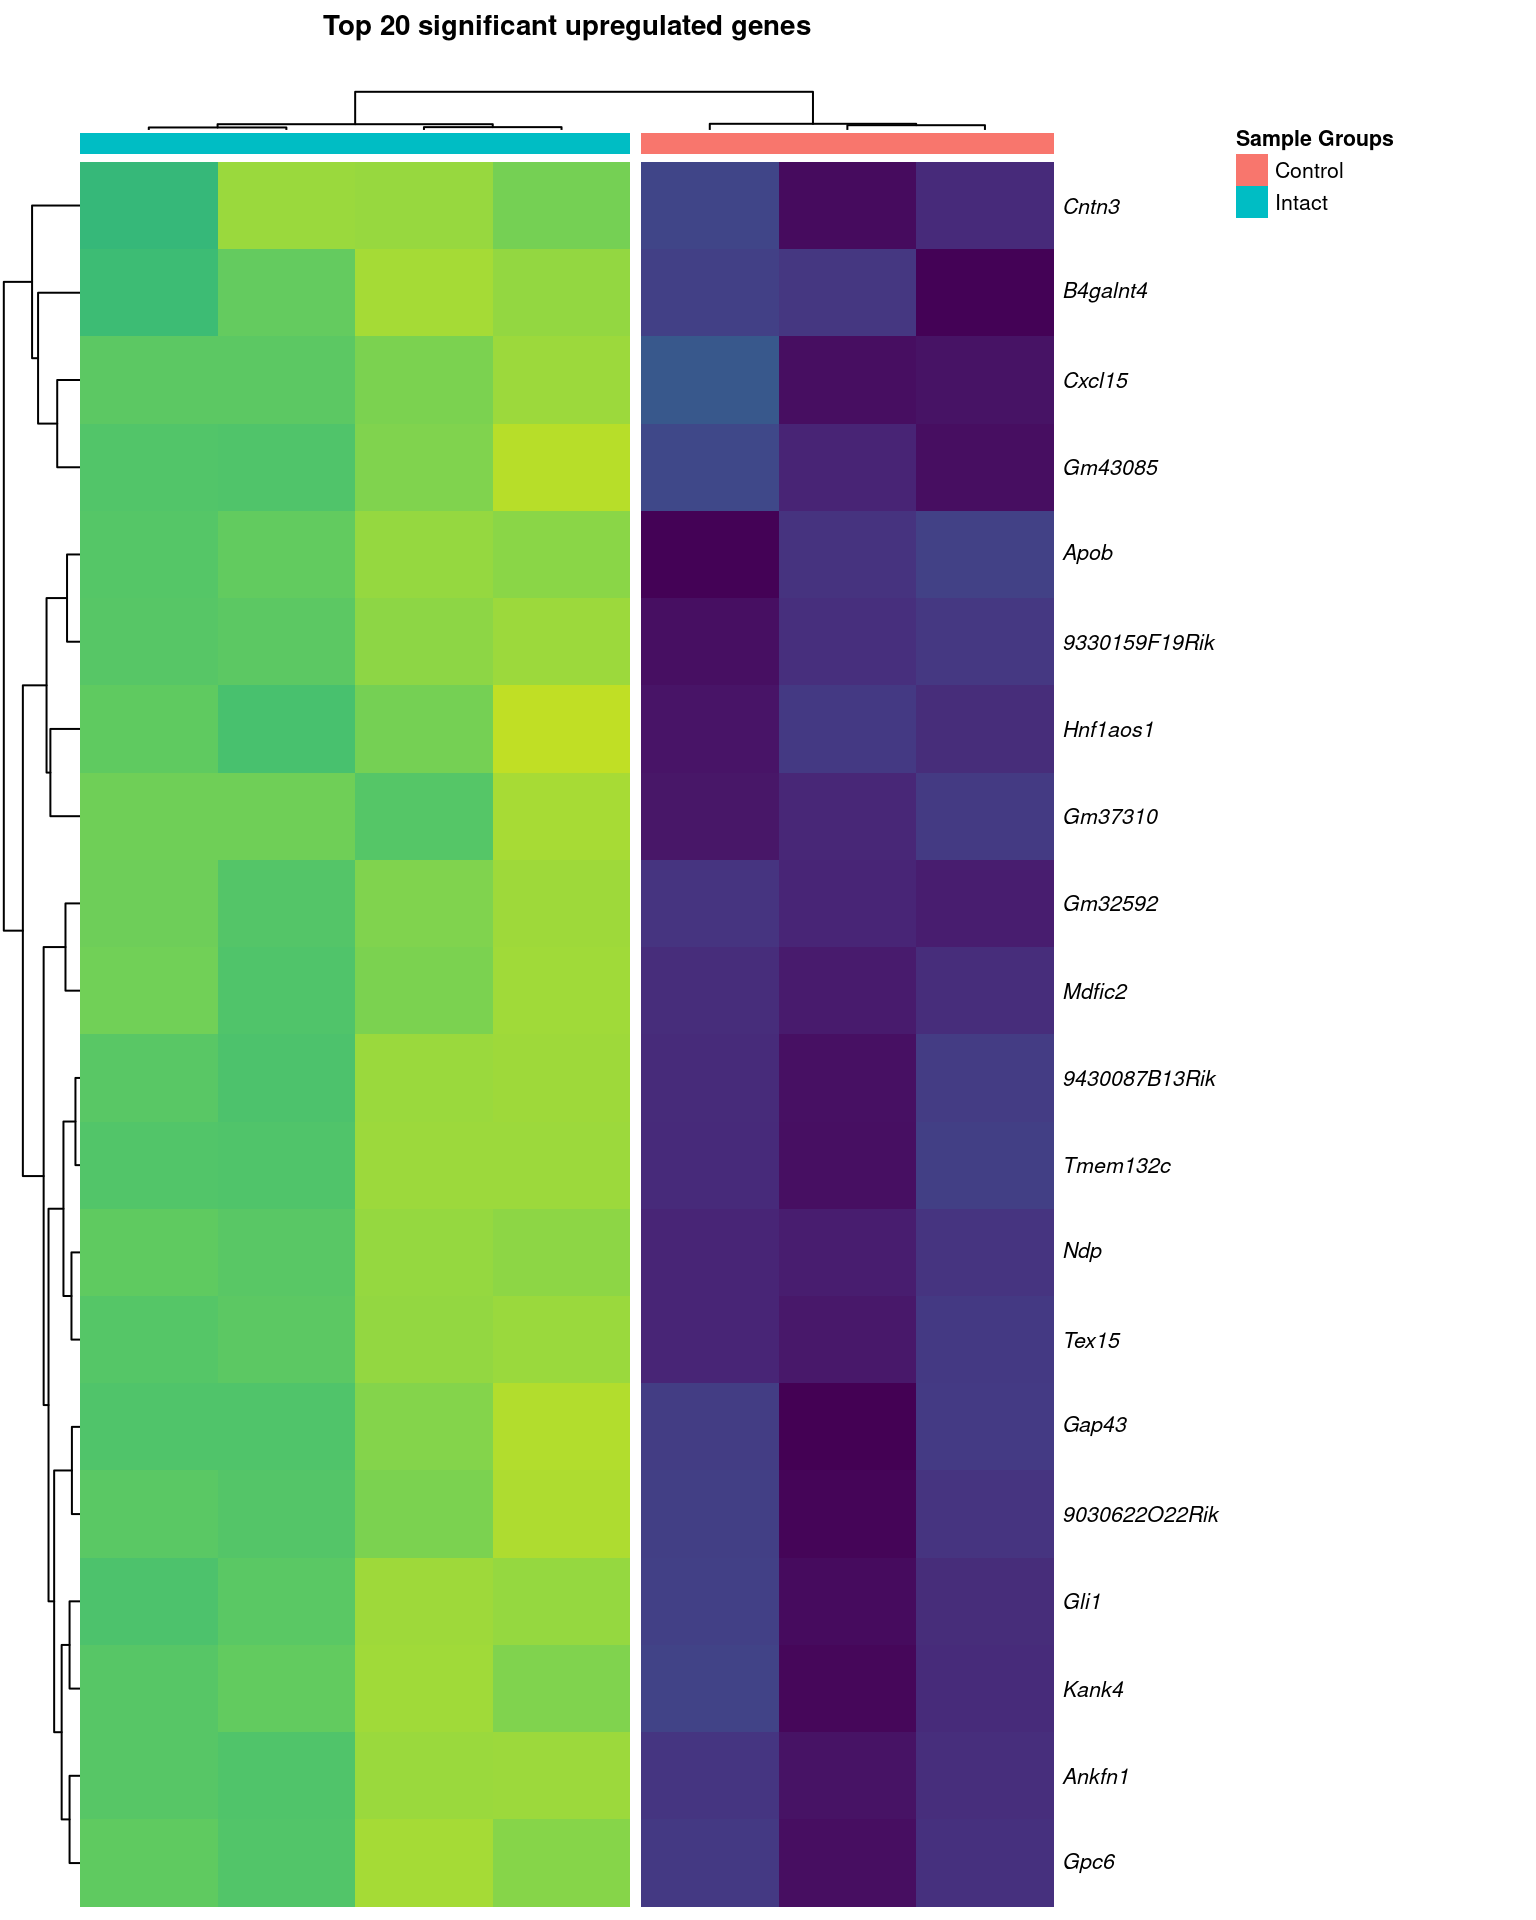 Top 20 significant upregulated genes
Sample Groups
Control
Intact
Cntn3
B4galnt4
Cxcl15
Gm43085
Apob
9330159F19Rik
Hnf1aos1
Gm37310
Gm32592
Mdfic2
9430087B13Rik
Tmem132c
Ndp
Tex15
Gap43
9030622O22Rik
Gli1
Kank4
Ankfn1
Gpc6